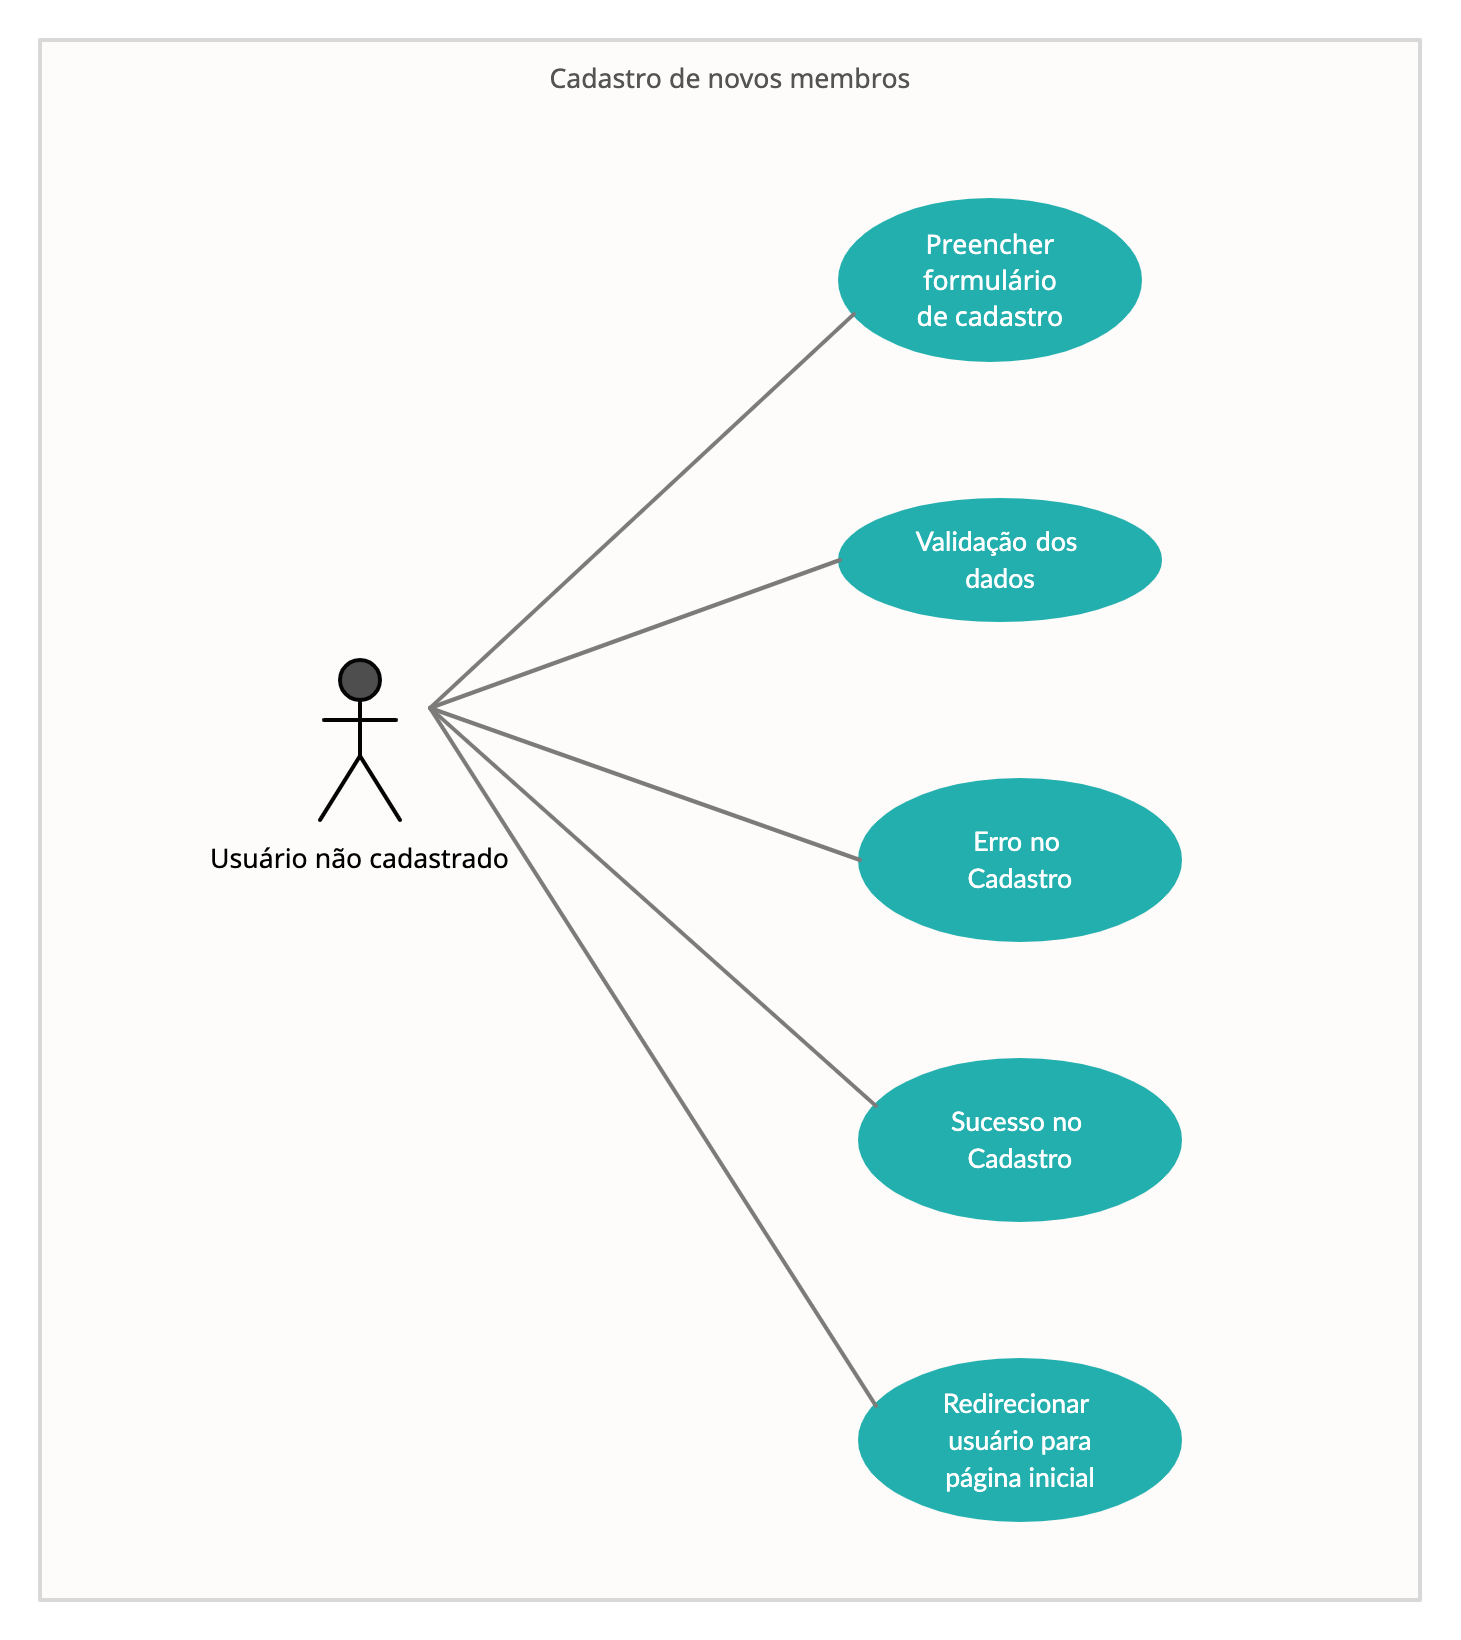 Cadastro de novos membros
Preencher
formulário
de cadastro
Validação dos
dados
Usuário não cadastrado
Erro no
Cadastro
Sucesso no
Cadastro
Redirecionar
usuário para
página inicial